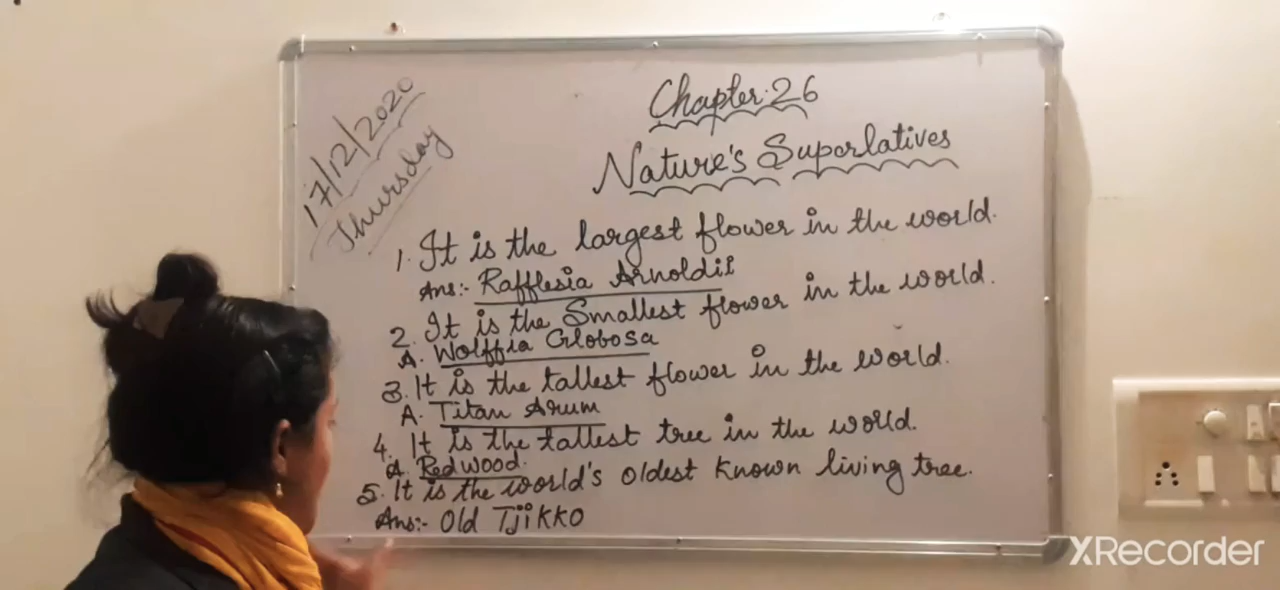 17/12/2020
Thursday
Chapter.26
Nature's Superlatives
1. It is the largest flower in the world.
Ans:- Rafflesia Arnoldii
2. It is the Smallest flower in the world.
A. Wolffia Globosa
3. It is the tallest flower in the world.
A. Titan Arum
4. It is the tallest tree in the world.
A. Redwood.
5. It is the world's oldest known living tree.
Ans:- Old Tjikko
XRecorder